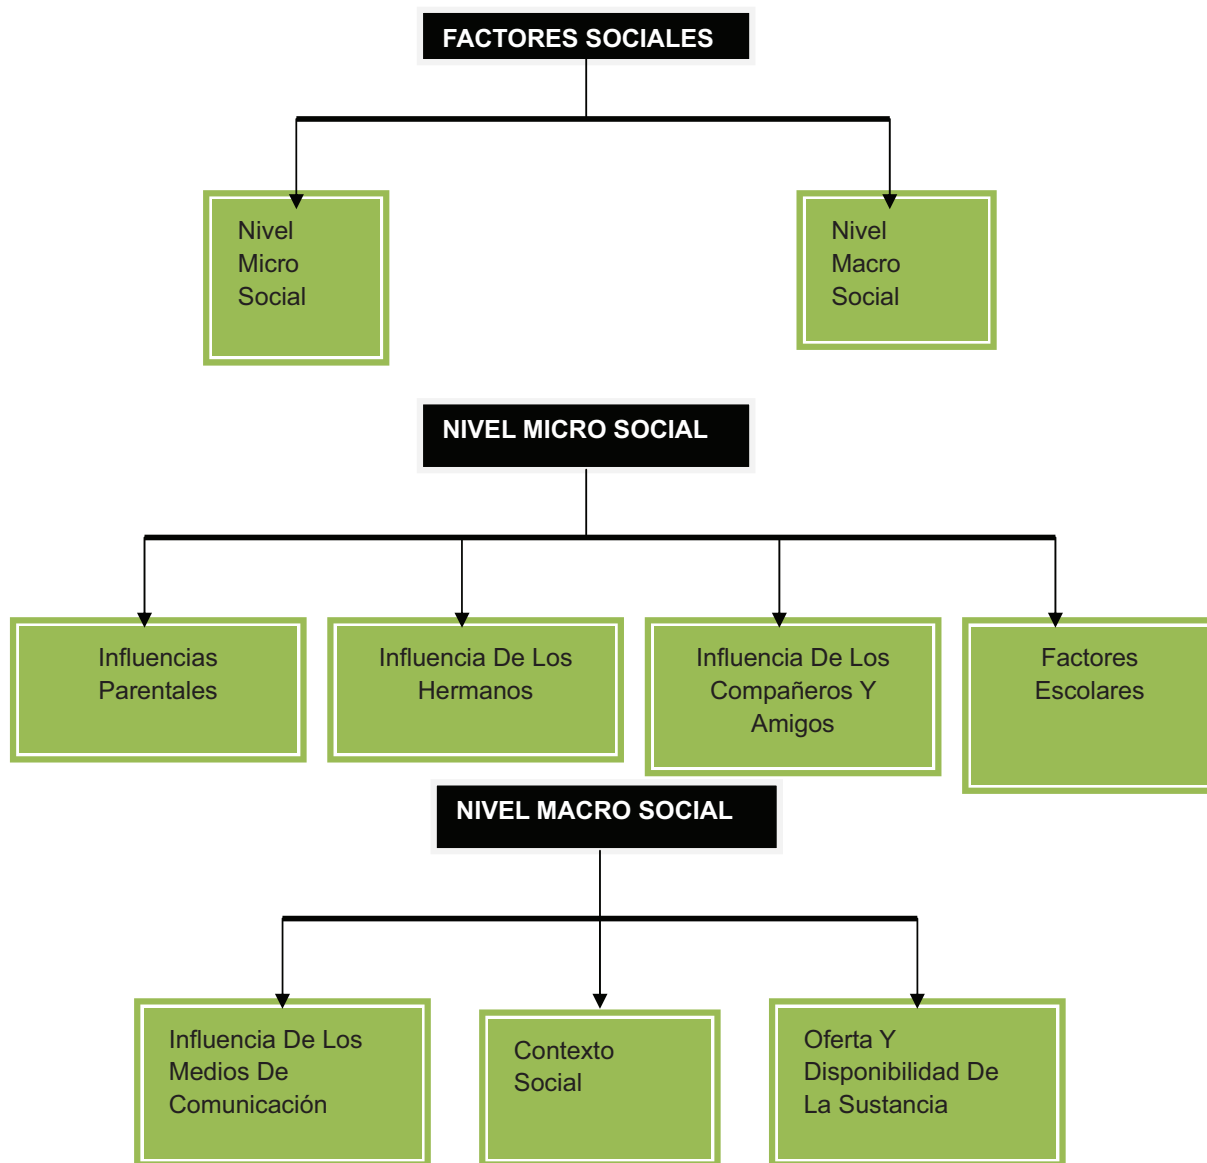 FACTORES SOCIALES
Nivel
Micro
Social
Nivel
Macro
Social
NIVEL MICRO SOCIAL
Influencias
Parentales
Influencia De Los
Hermanos
Influencia De Los
Compañeros Y
Amigos
Factores
Escolares
NIVEL MACRO SOCIAL
Influencia De Los
Medios De
Comunicación
Contexto
Social
Oferta Y
Disponibilidad De
La Sustancia